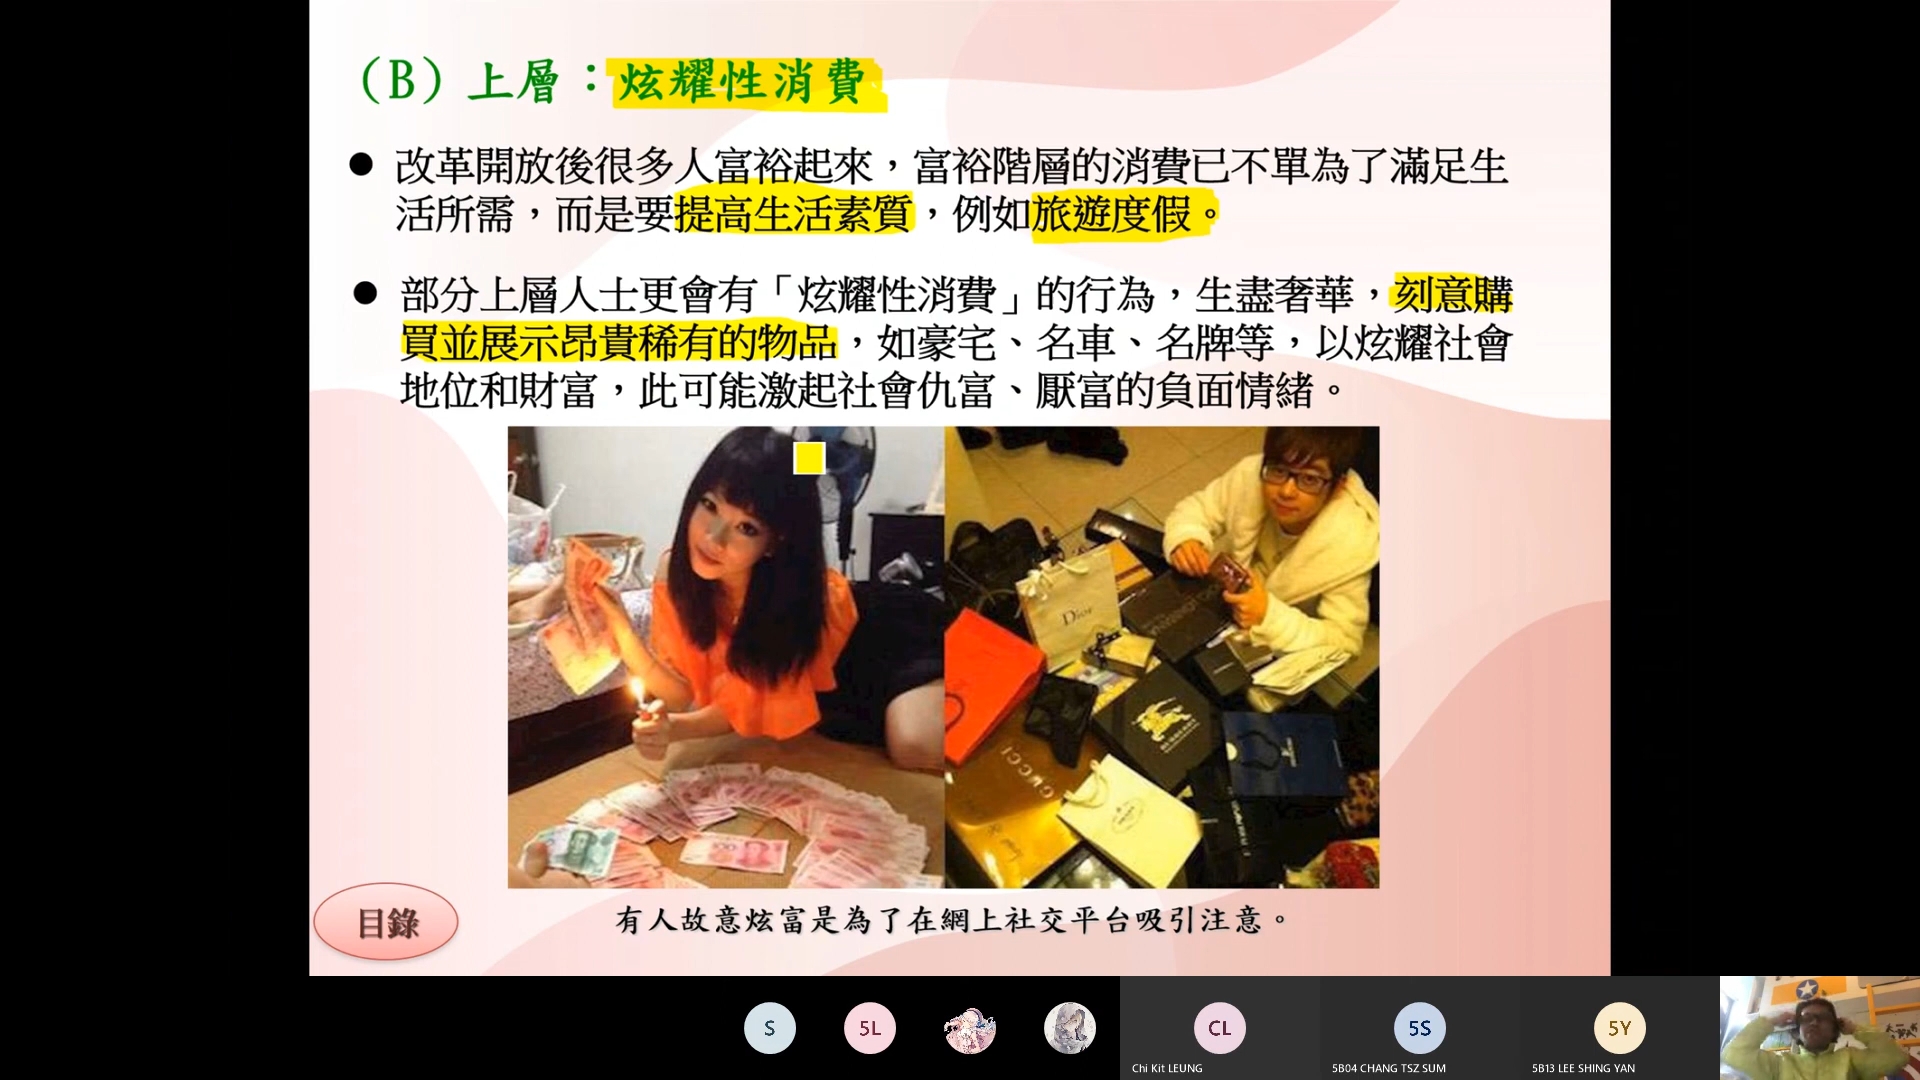 (B)上層：炫耀性消費
● 改革開放後很多人富裕起來，富裕階層的消費已不單為了滿足生
活所需，而是要提高生活素質，例如旅遊度假。
● 部分上層人士更會有「炫耀性消費」的行為，生盡奢華，刻意購
買並展示昂貴稀有的物品，如豪宅、名車、名牌等，以炫耀社會
地位和財富，此可能激起社會仇富、厭富的負面情緒。
Dior
GUCCI
100
有人故意炫富是為了在網上社交平台吸引注意。
目錄
S
5L
CL
5S
5Y
Chi Kit LEUNG
5B04 CHANG TSZ SUM
5B13 LEE SHING YAN